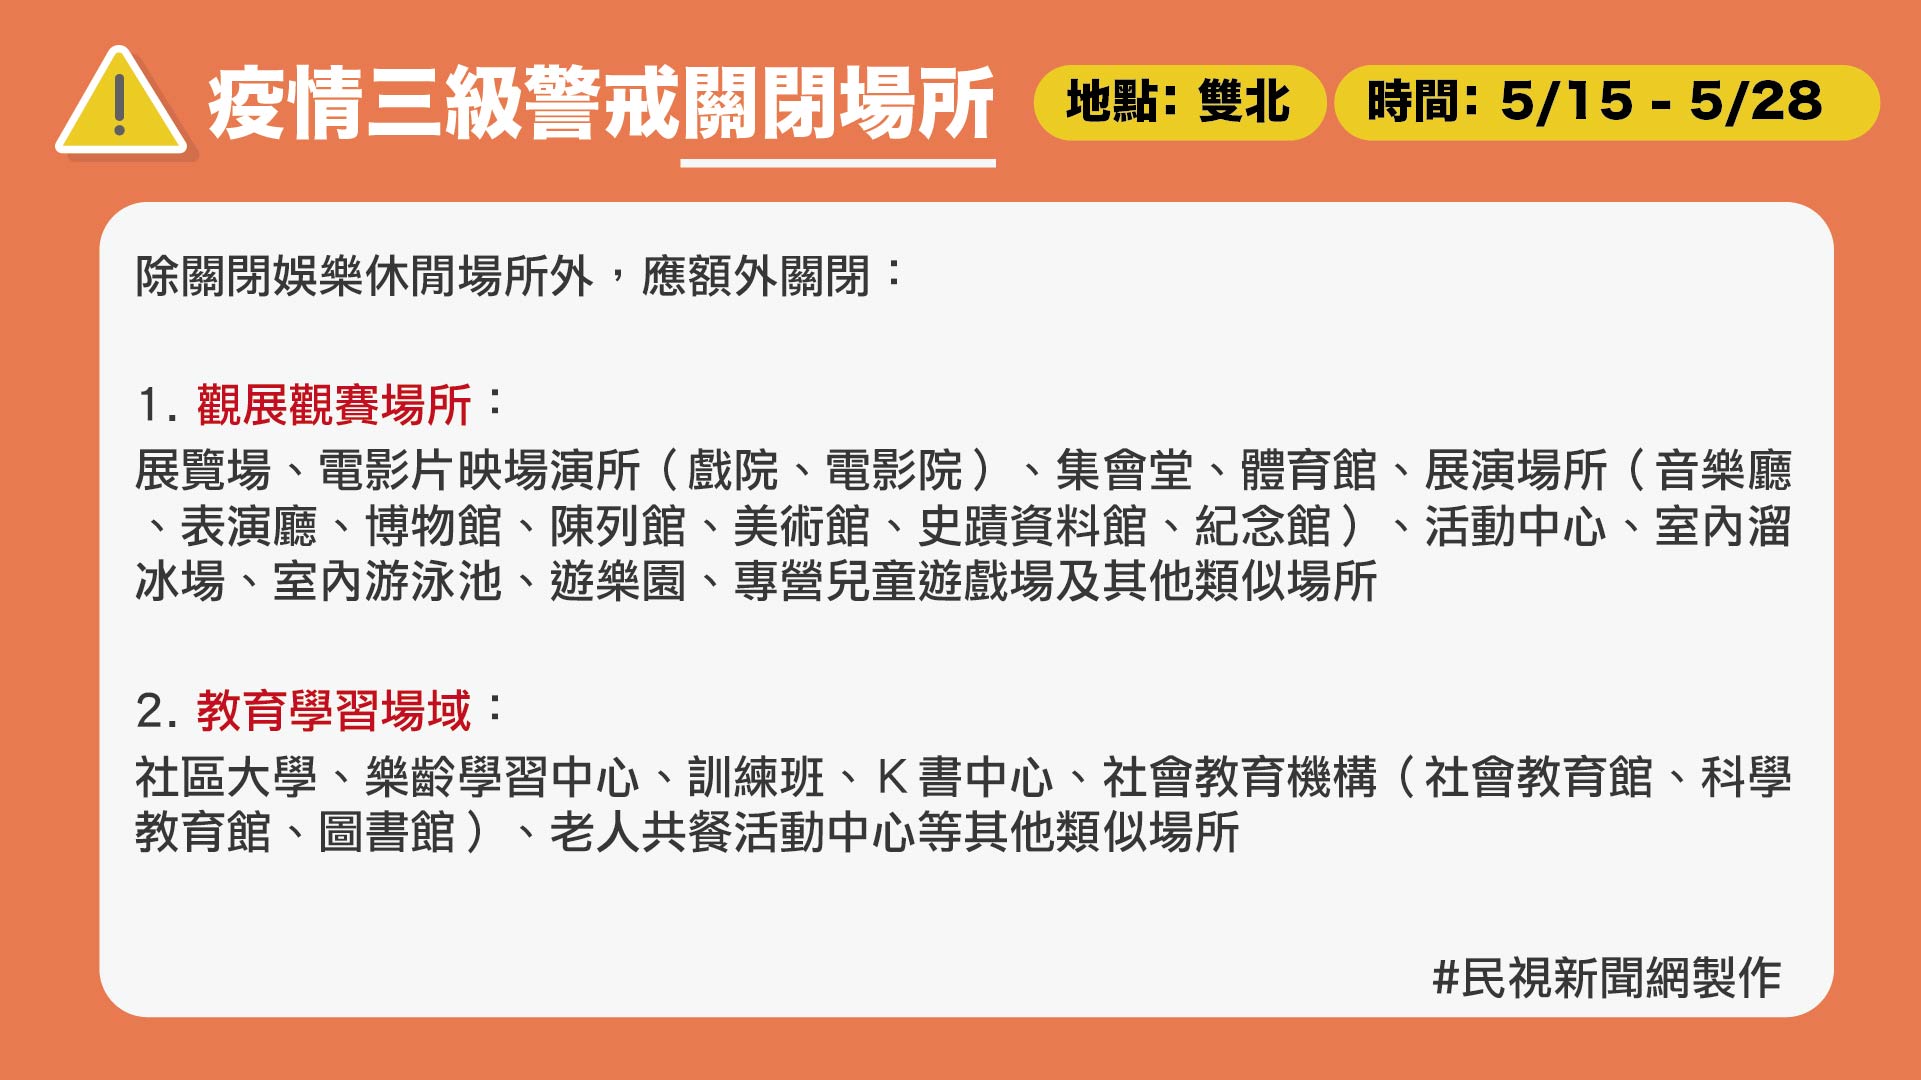 疫情三級警戒關閉場所 地點：雙北 時間：5/15 - 5/28
除關閉娛樂休閒場所外，應額外關閉：
1. 觀展觀賽場所：
展覽場、電影片映場演所（戲院、電影院）、集會堂、體育館、展演場所（音樂廳
、表演廳、博物館、陳列館、美術館、史蹟資料館、紀念館）、活動中心、室內溜
冰場、室內游泳池、遊樂園、專營兒童遊戲場及其他類似場所
2. 教育學習場域：
社區大學、樂齡學習中心、訓練班、K書中心、社會教育機構（社會教育館、科學
教育館、圖書館）、老人共餐活動中心等其他類似場所
#民視新聞網製作